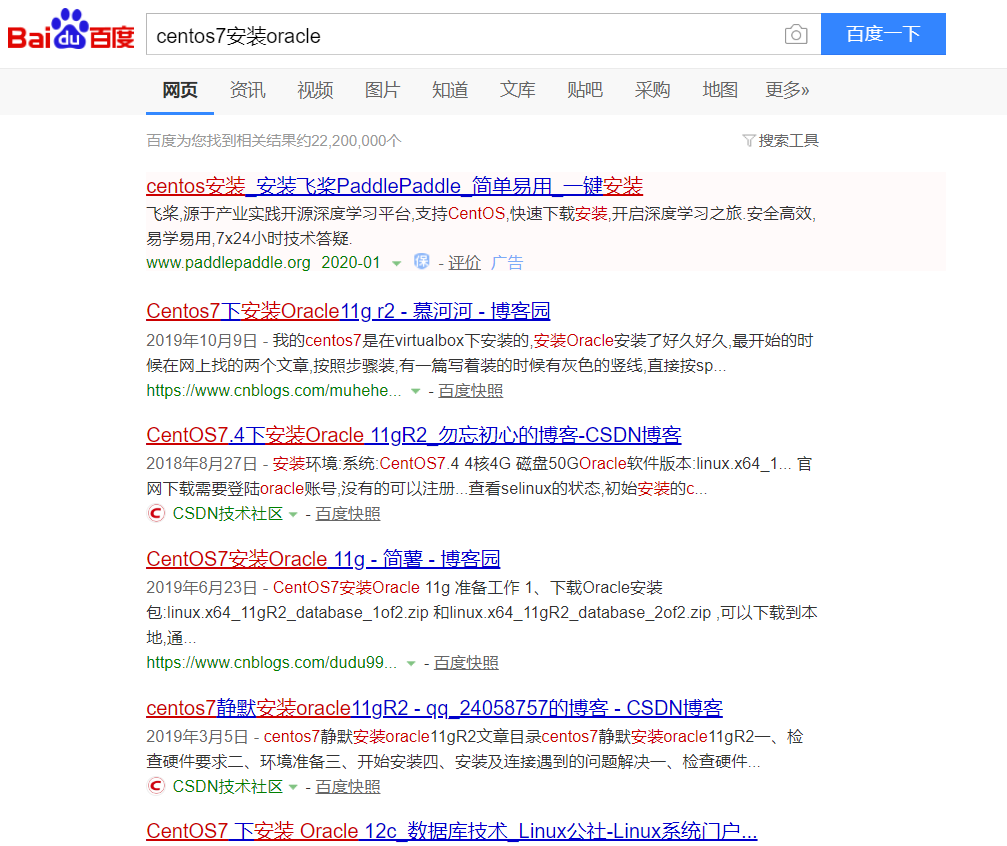 Bai du 百度
centos7安装oracle
百度一下
网页 资讯 视频 图片 知道 文库 贴吧 采购 地图 更多»
百度为您找到相关结果约22,200,000个
搜索工具
centos安装_安装飞桨PaddlePaddle_简单易用_一键安装
飞桨,源于产业实践开源深度学习平台,支持CentOS,快速下载安装,开启深度学习之旅.安全高效,
易学易用,7x24小时技术答疑.
www.paddlepaddle.org 2020-01 保 - 评价 广告
Centos7下安装Oracle11g r2 - 慕河河 - 博客园
2019年10月9日 - 我的centos7是在virtualbox下安装的,安装Oracle安装了好久好久,最开始的时
候在网上找的两个文章,按照步骤装,有一篇写着装的时候有灰色的竖线,直接按sp...
https://www.cnblogs.com/muhehe... - 百度快照
CentOS7.4下安装Oracle 11gR2_勿忘初心的博客-CSDN博客
2018年8月27日 - 安装环境:系统:CentOS7.4 4核4G 磁盘50GOracle软件版本:linux.x64_1... 官
网下载需要登陆oracle账号,没有的可以注册...查看selinux的状态,初始安装的c...
C CSDN技术社区 - 百度快照
CentOS7安装Oracle 11g - 简薯 - 博客园
2019年6月23日 - CentOS7安装Oracle 11g 准备工作 1、下载Oracle安装
包:linux.x64_11gR2_database_1of2.zip 和linux.x64_11gR2_database_2of2.zip ,可以下载到本
地,通...
https://www.cnblogs.com/dudu99... - 百度快照
centos7静默安装oracle11gR2 - qq_24058757的博客 - CSDN博客
2019年3月5日 - centos7静默安装oracle11gR2文章目录centos7静默安装oracle11gR2一、检
查硬件要求二、环境准备三、开始安装四、安装及连接遇到的问题解决一、检查硬件...
C CSDN技术社区 - 百度快照
CentOS7 下安装 Oracle 12c_数据库技术_Linux公社-Linux系统门户...